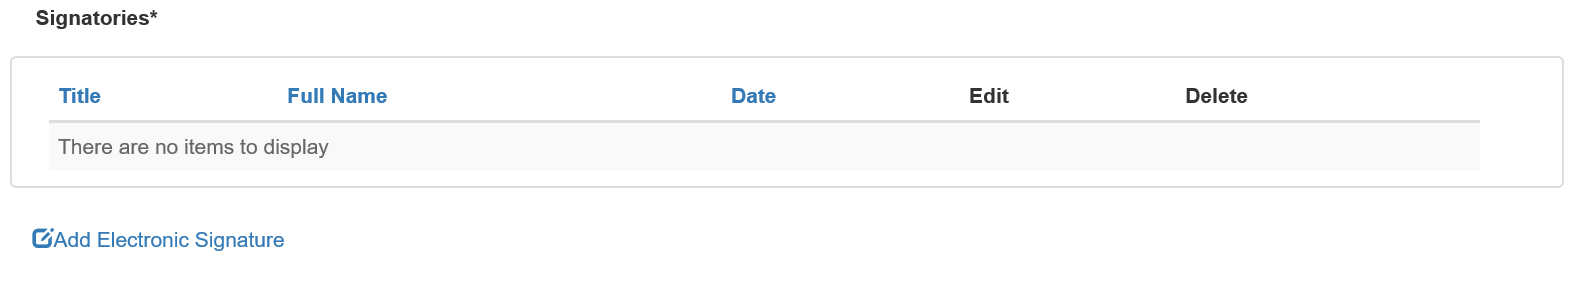 Signatories*
Title Full Name Date Edit Delete
There are no items to display
Add Electronic Signature